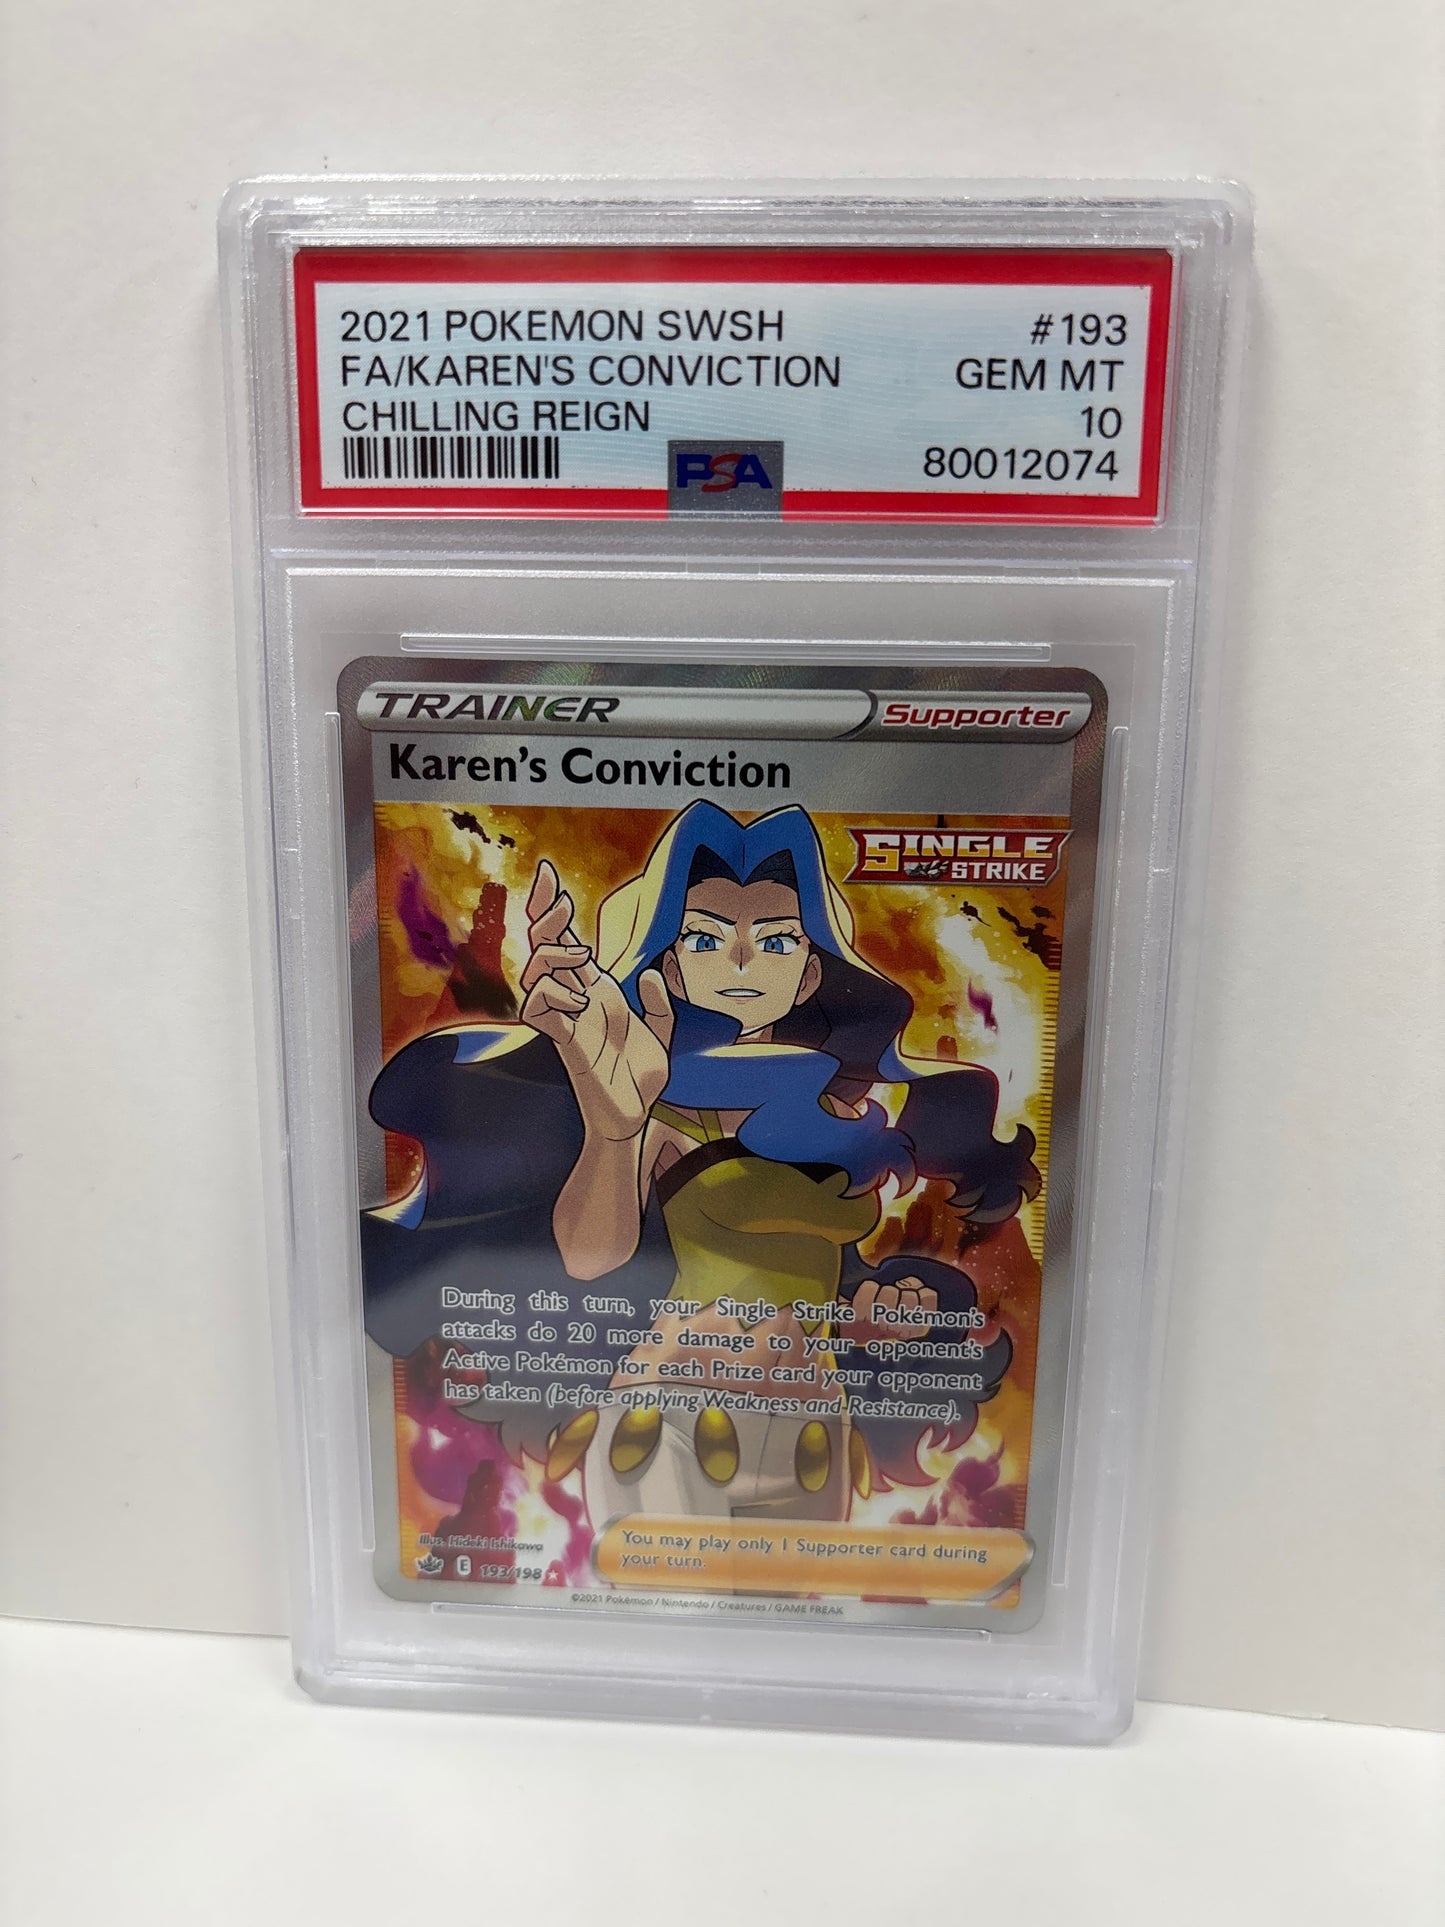 2021 POKEMON SWSH #193
FA/KAREN'S CONVICTION GEM MT
CHILLING REIGN 10
PSA 80012074
TRAINER Supporter
Karen's Conviction
SINGLE
STRIKE
During this turn, your Single Strike Pokémon's
attacks do 20 more damage to your opponent's
Active Pokémon for each Prize card your opponent
has taken (before applying Weakness and Resistance).
Illus. Hideki Ishikawa
E 193/198 ★
You may play only 1 Supporter card during
your turn.
©2021 Pokémon / Nintendo / Creatures / GAME FREAK